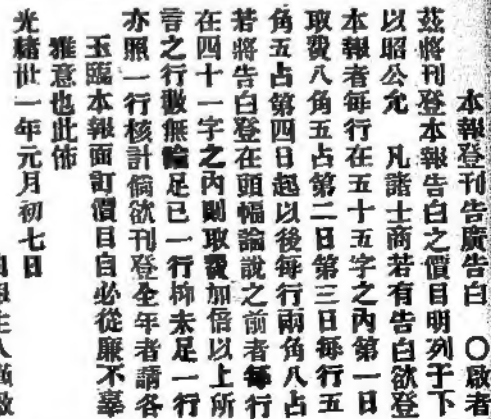 本報登刊告廣告白　〇啟者
茲將刊登本報告白之價目明列于下
以昭公允　凡諸士商若有告白欲登
本報者每行在五十五字之內第一日
取費八角五占第二日第三日每行五
角五占第四日起以後每行兩角八占
若將告白登在頭幅論說之前者每行
在四十一字之內則取費加倍以上所
言之行數無論足已一行抑未足一行
亦照一行核計倘欲刊登全年者請各
玉臨本報面訂價目自必從廉不辜
雅意也此佈
光緒卅一年元月初七日